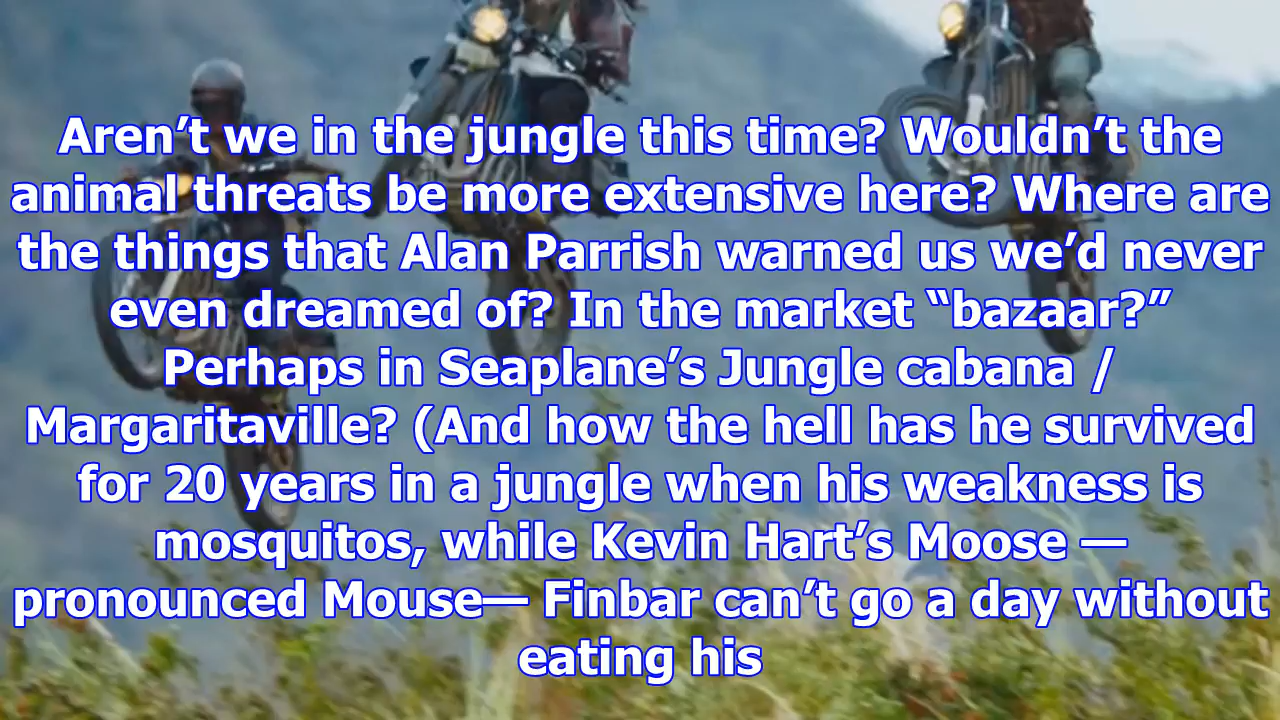 Aren’t we in the jungle this time? Wouldn’t the
animal threats be more extensive here? Where are
the things that Alan Parrish warned us we’d never
even dreamed of? In the market “bazaar?”
Perhaps in Seaplane’s Jungle cabana /
Margaritaville? (And how the hell has he survived
for 20 years in a jungle when his weakness is
mosquitos, while Kevin Hart’s Moose —
pronounced Mouse— Finbar can’t go a day without
eating his